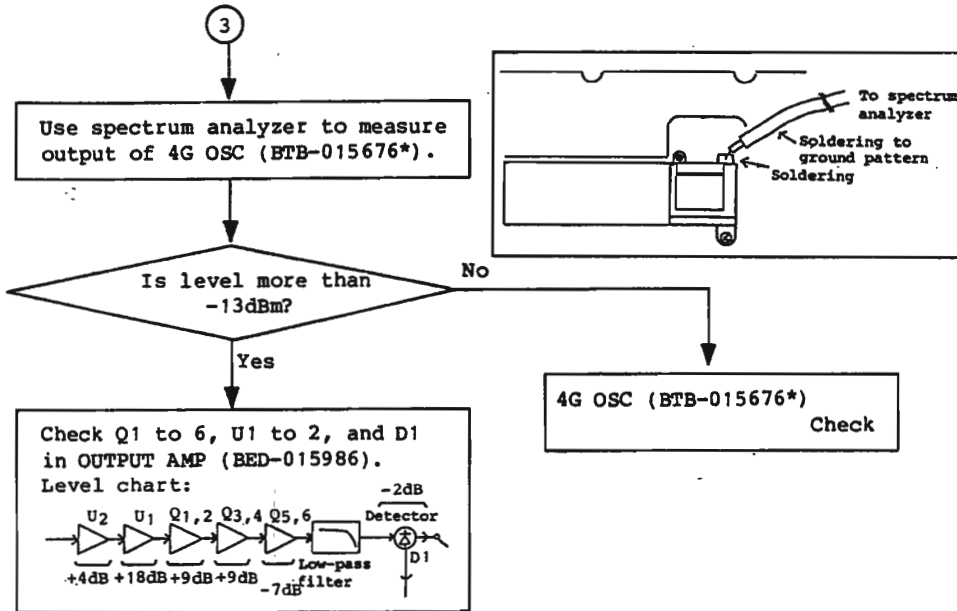 3
Use spectrum analyzer to measure
output of 4G OSC (BTB-015676*).
To spectrum
analyzer
Soldering to
ground pattern
Soldering
Is level more than
-13dBm?
No
Yes
4G OSC (BTB-015676*)
Check
Check Q1 to 6, U1 to 2, and D1
in OUTPUT AMP (BED-015986).
Level chart:
-2dB
U2 U1 Q1,2 Q3,4 Q5,6 Detector
D1
+4dB +18dB +9dB +9dB -7dB
Low-pass
filter